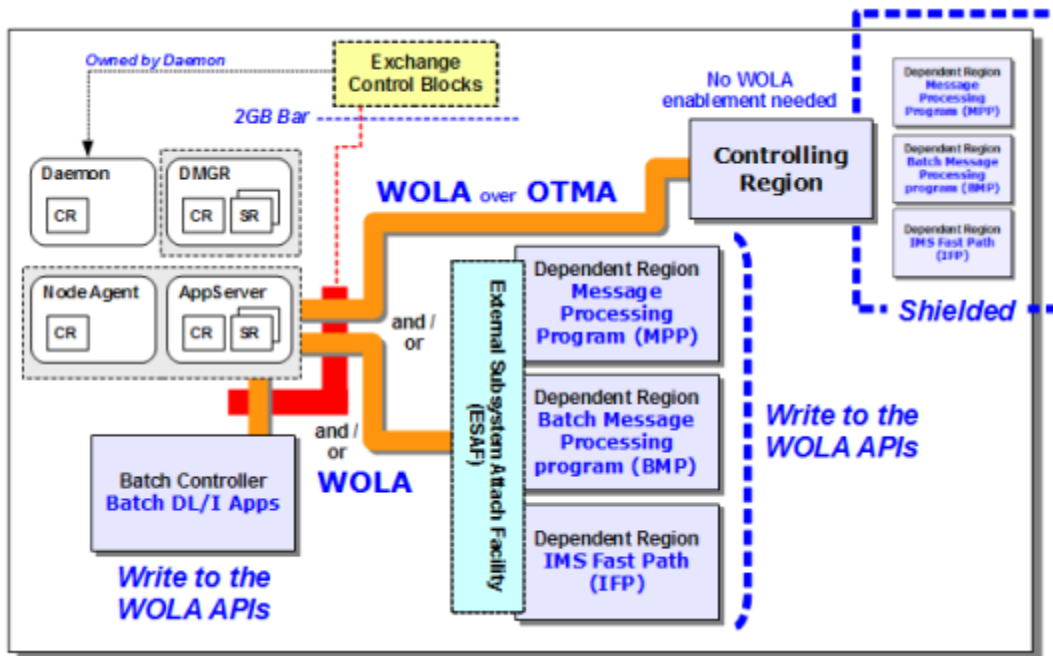 Owned by Daemon
Exchange
Control Blocks
2GB Bar
No WOLA
enablement needed
Dependent Region
Message
Processing
Program (MPP)
Dependent Region
Batch Message
Processing
program (BMP)
Dependent Region
IMS Fast Path
(IFP)
Shielded
Controlling
Region
Daemon
CR
DMGR
CR
SR
WOLA over OTMA
Node Agent
CR
AppServer
CR
SR
and /
or
External Subsystem Attach Facility
(ESAF)
Dependent Region
Message
Processing
Program (MPP)
Dependent Region
Batch Message
Processing
program (BMP)
Dependent Region
IMS Fast Path
(IFP)
Write to the
WOLA APIs
and /
or
WOLA
Batch Controller
Batch DL/I Apps
Write to the
WOLA APIs